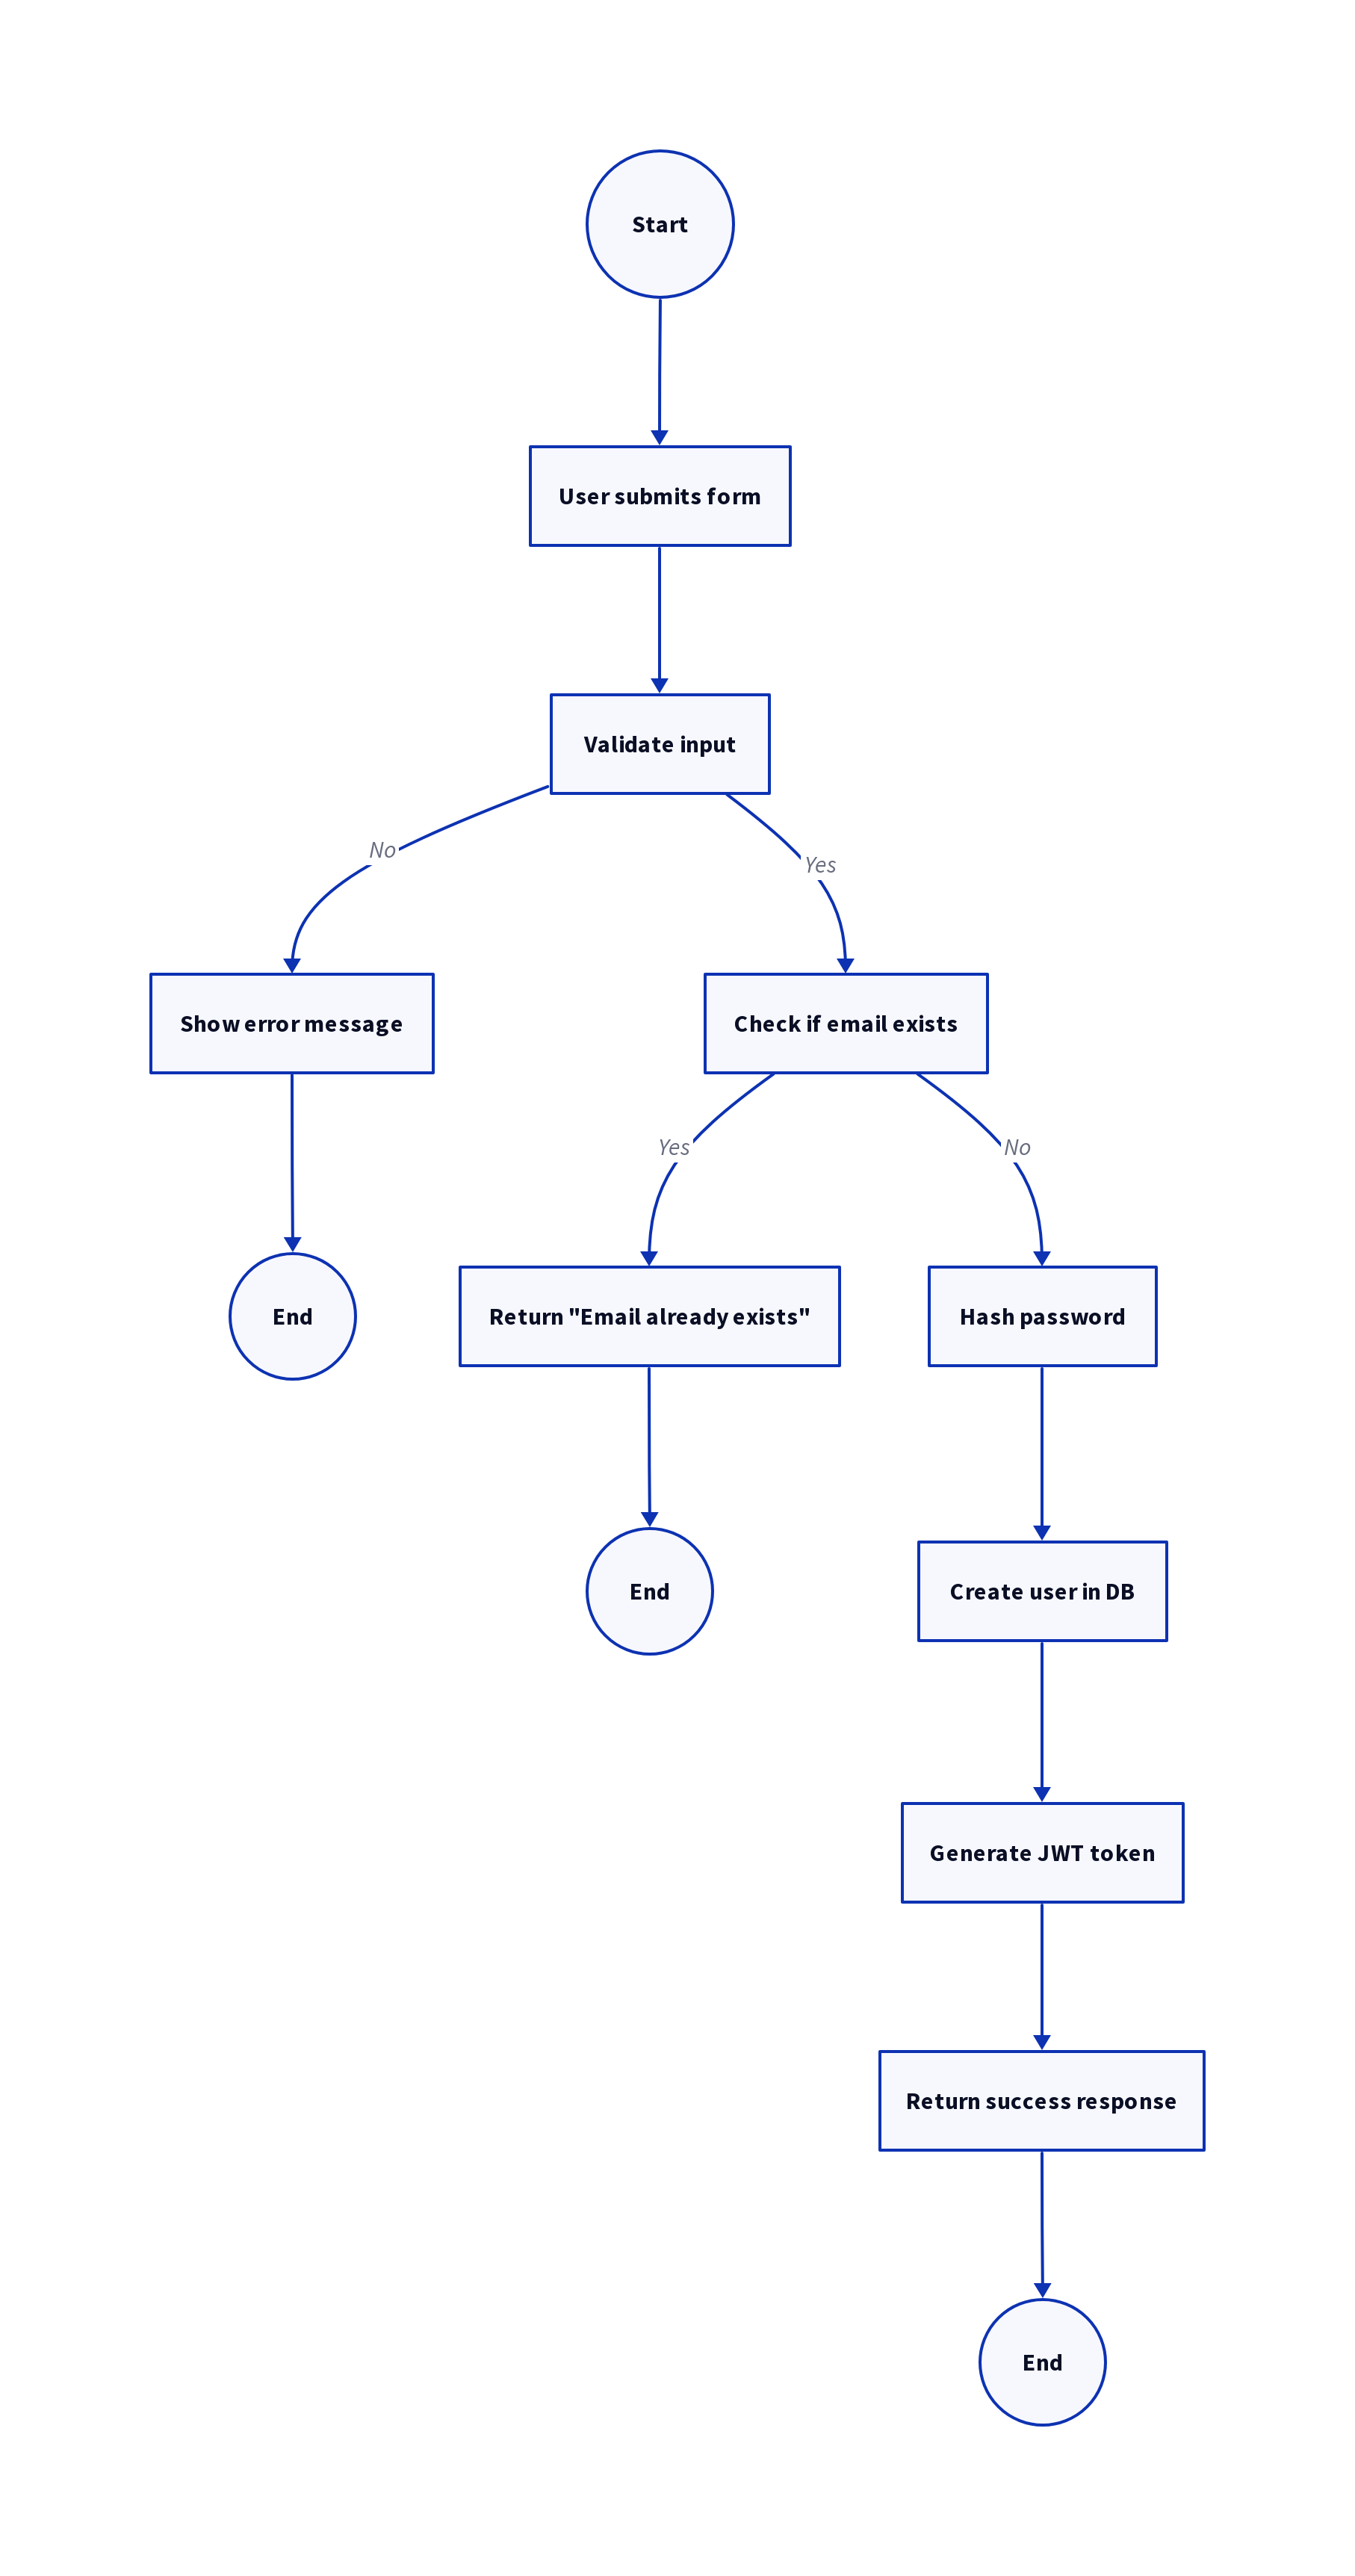 Start
User submits form
Validate input
No
Yes
Show error message
Check if email exists
Yes
No
End
Return "Email already exists"
Hash password
End
Create user in DB
Generate JWT token
Return success response
End